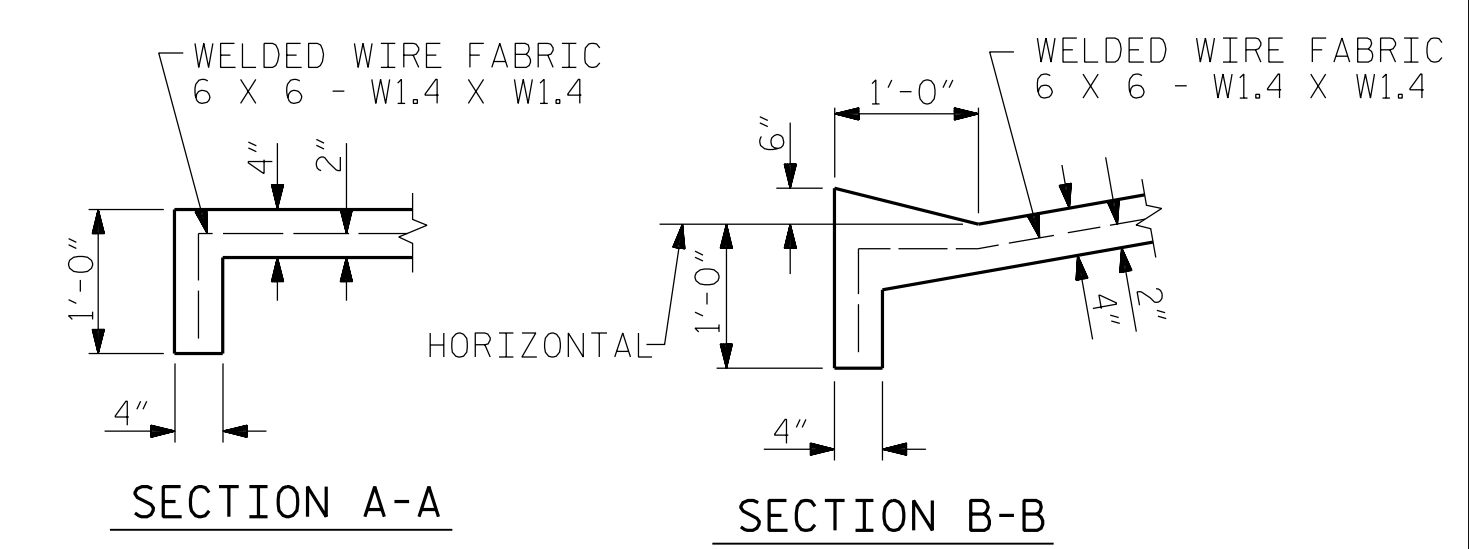 WELDED WIRE FABRIC
6 X 6 - W1.4 X W1.4
4"
2"
1'-0"
4"
SECTION A-A
WELDED WIRE FABRIC
6 X 6 - W1.4 X W1.4
1'-0"
6"
HORIZONTAL
1'-0"
4"
2"
4"
SECTION B-B